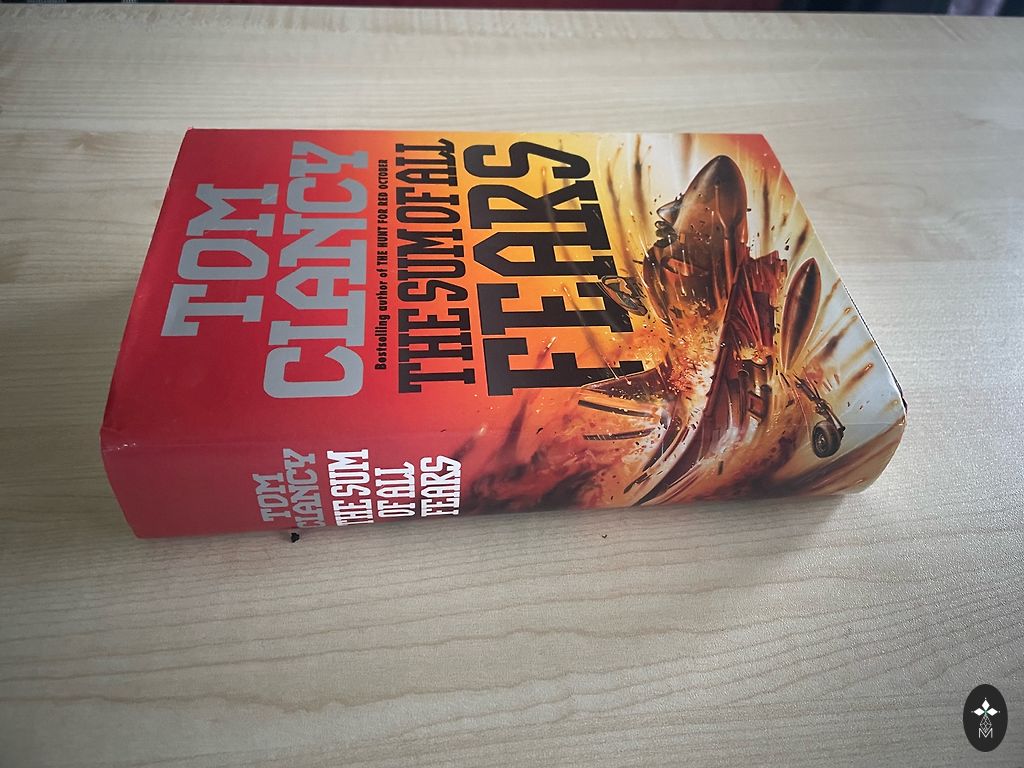 TOM
CLANCY
Bestselling author of THE HUNT FOR RED OCTOBER
THE SUM OF ALL
FEARS
TOM
CLANCY
THE SUM
OF ALL
FEARS
M